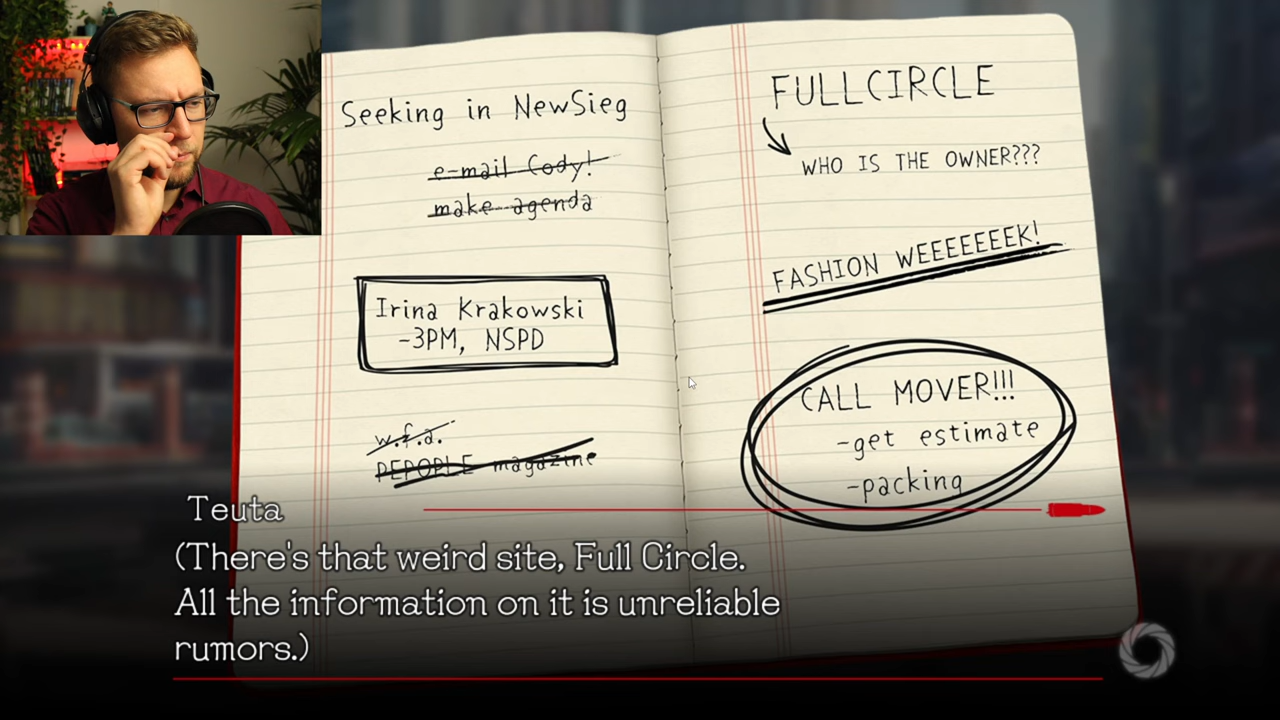 Seeking in NewSieg
e-mail Cody!
make agenda
Irina Krakowski
-3PM, NSPD
w.f.a.
PEPOPLE magazine
FULLCIRCLE
WHO IS THE OWNER???
FASHION WEEEEEEEK!
CALL MOVER!!!
-get estimate
-packing
Teuta
(There's that weird site, Full Circle.
All the information on it is unreliable
rumors.)